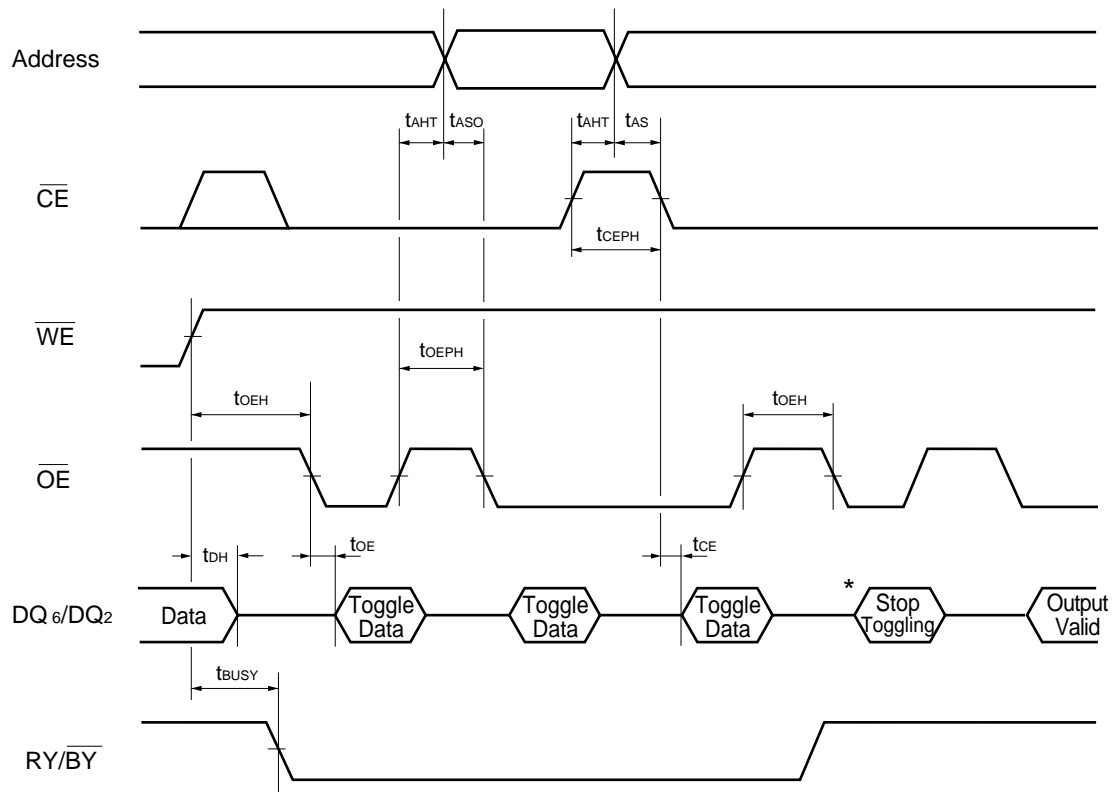 Address
tAHT tASO tAHT tAS
CE
tCEPH
WE
tOEPH
tOEH tOEH
OE
tDH tOE tCE
*
DQ6/DQ2 Data Toggle Data Toggle Data Toggle Data Stop Toggling Output Valid
tBUSY
RY/BY